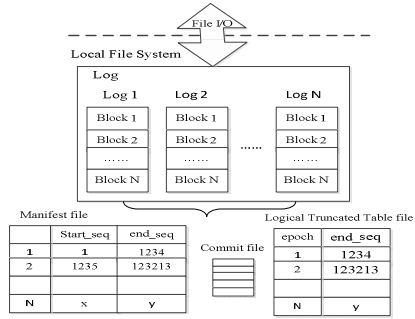 File I/O
Local File System
Log
Log 1 Log 2 Log N
Block 1 Block 1 Block 1
Block 2 Block 2 Block 2
...... ...... ...... ......
Block N Block N Block N
Manifest file
Start_seq end_seq
1 1 1234
2 1235 123213
N x y
Commit file
Logical Truncated Table file
epoch end_seq
1 1234
2 123213
N y